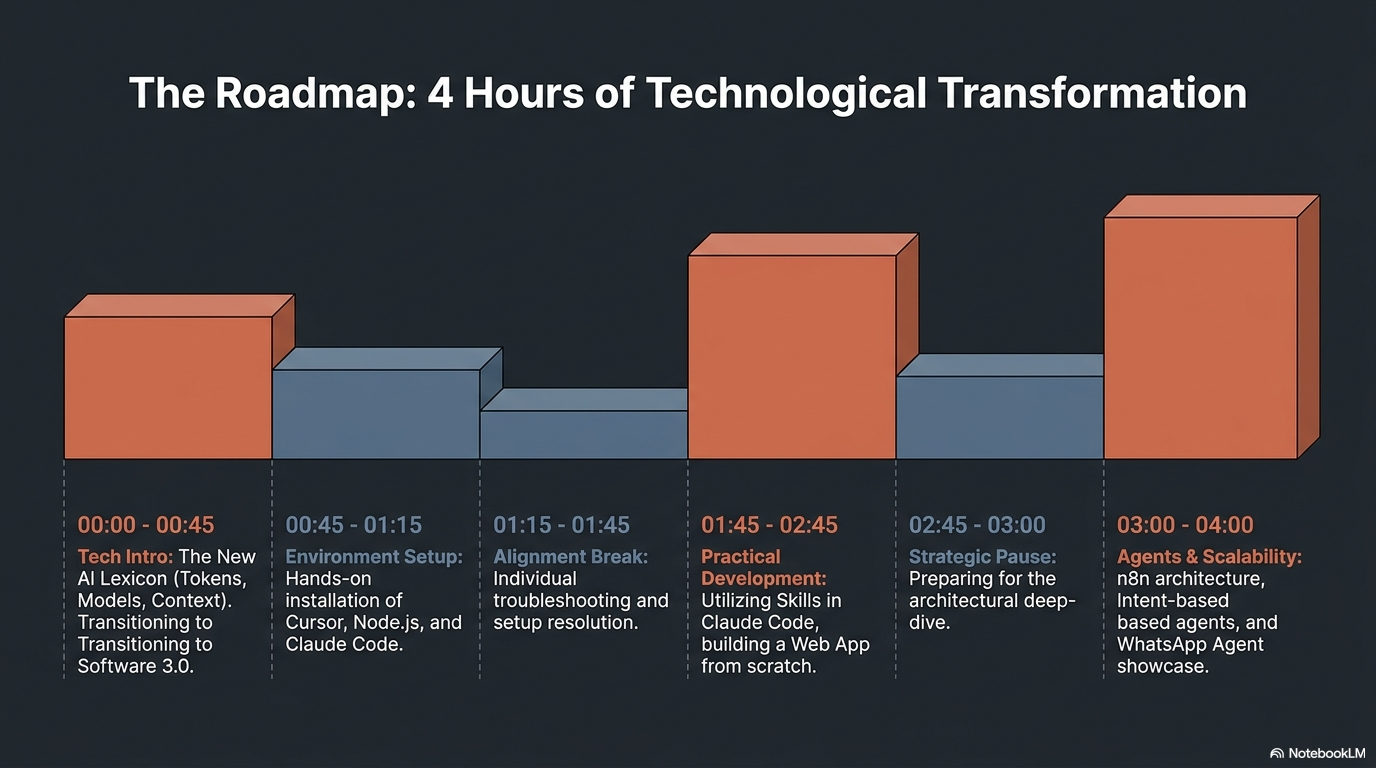 The Roadmap: 4 Hours of Technological Transformation
00:00 - 00:45
Tech Intro: The New
AI Lexicon (Tokens,
Models, Context).
Transitioning to
Transitioning to
Software 3.0.
00:45 - 01:15
Environment Setup:
Hands-on
installation of
Cursor, Node.js, and
Claude Code.
01:15 - 01:45
Alignment Break:
Individual
troubleshooting and
setup resolution.
01:45 - 02:45
Practical
Development:
Utilizing Skills in
Claude Code,
building a Web App
from scratch.
02:45 - 03:00
Strategic Pause:
Preparing for the
architectural deep-
dive.
03:00 - 04:00
Agents & Scalability:
n8n architecture,
Intent-based
based agents, and
WhatsApp Agent
showcase.
NotebookLM